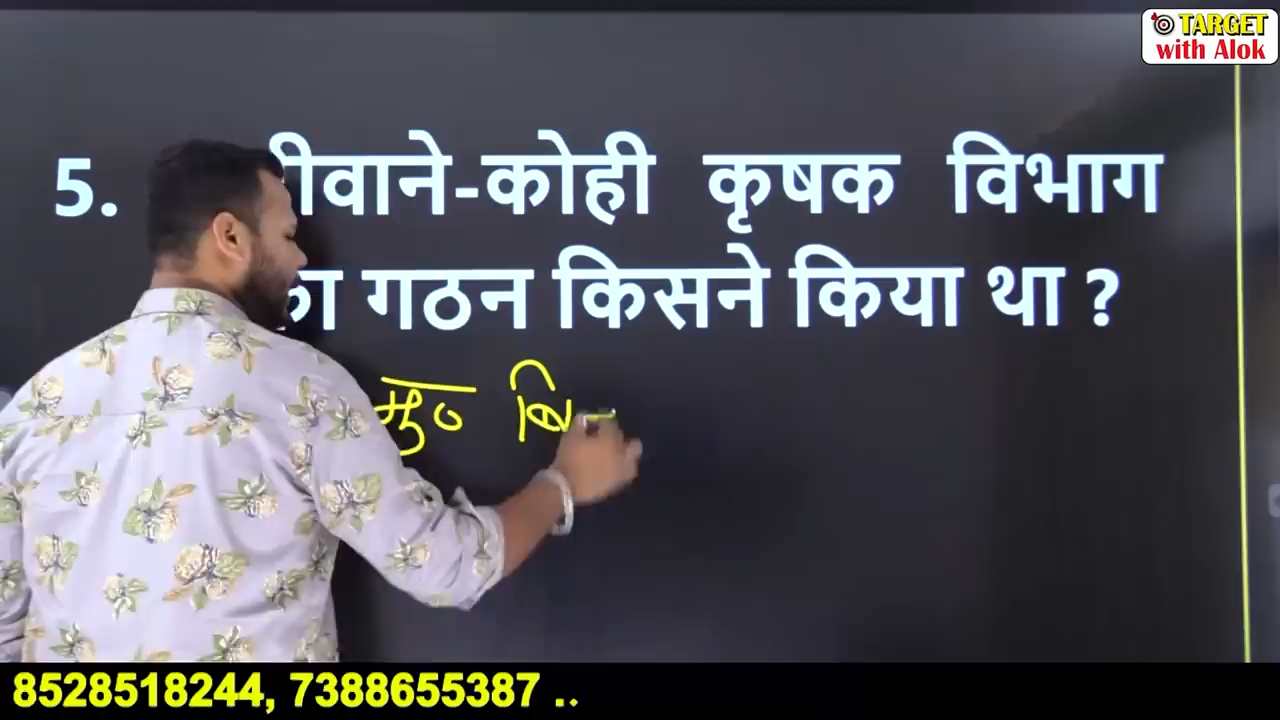 TARGET
with Alok
5. ीवाने-कोही कृषक विभाग
का गठन किसने किया था ?
मु० बि
8528518244, 7388655387 ..